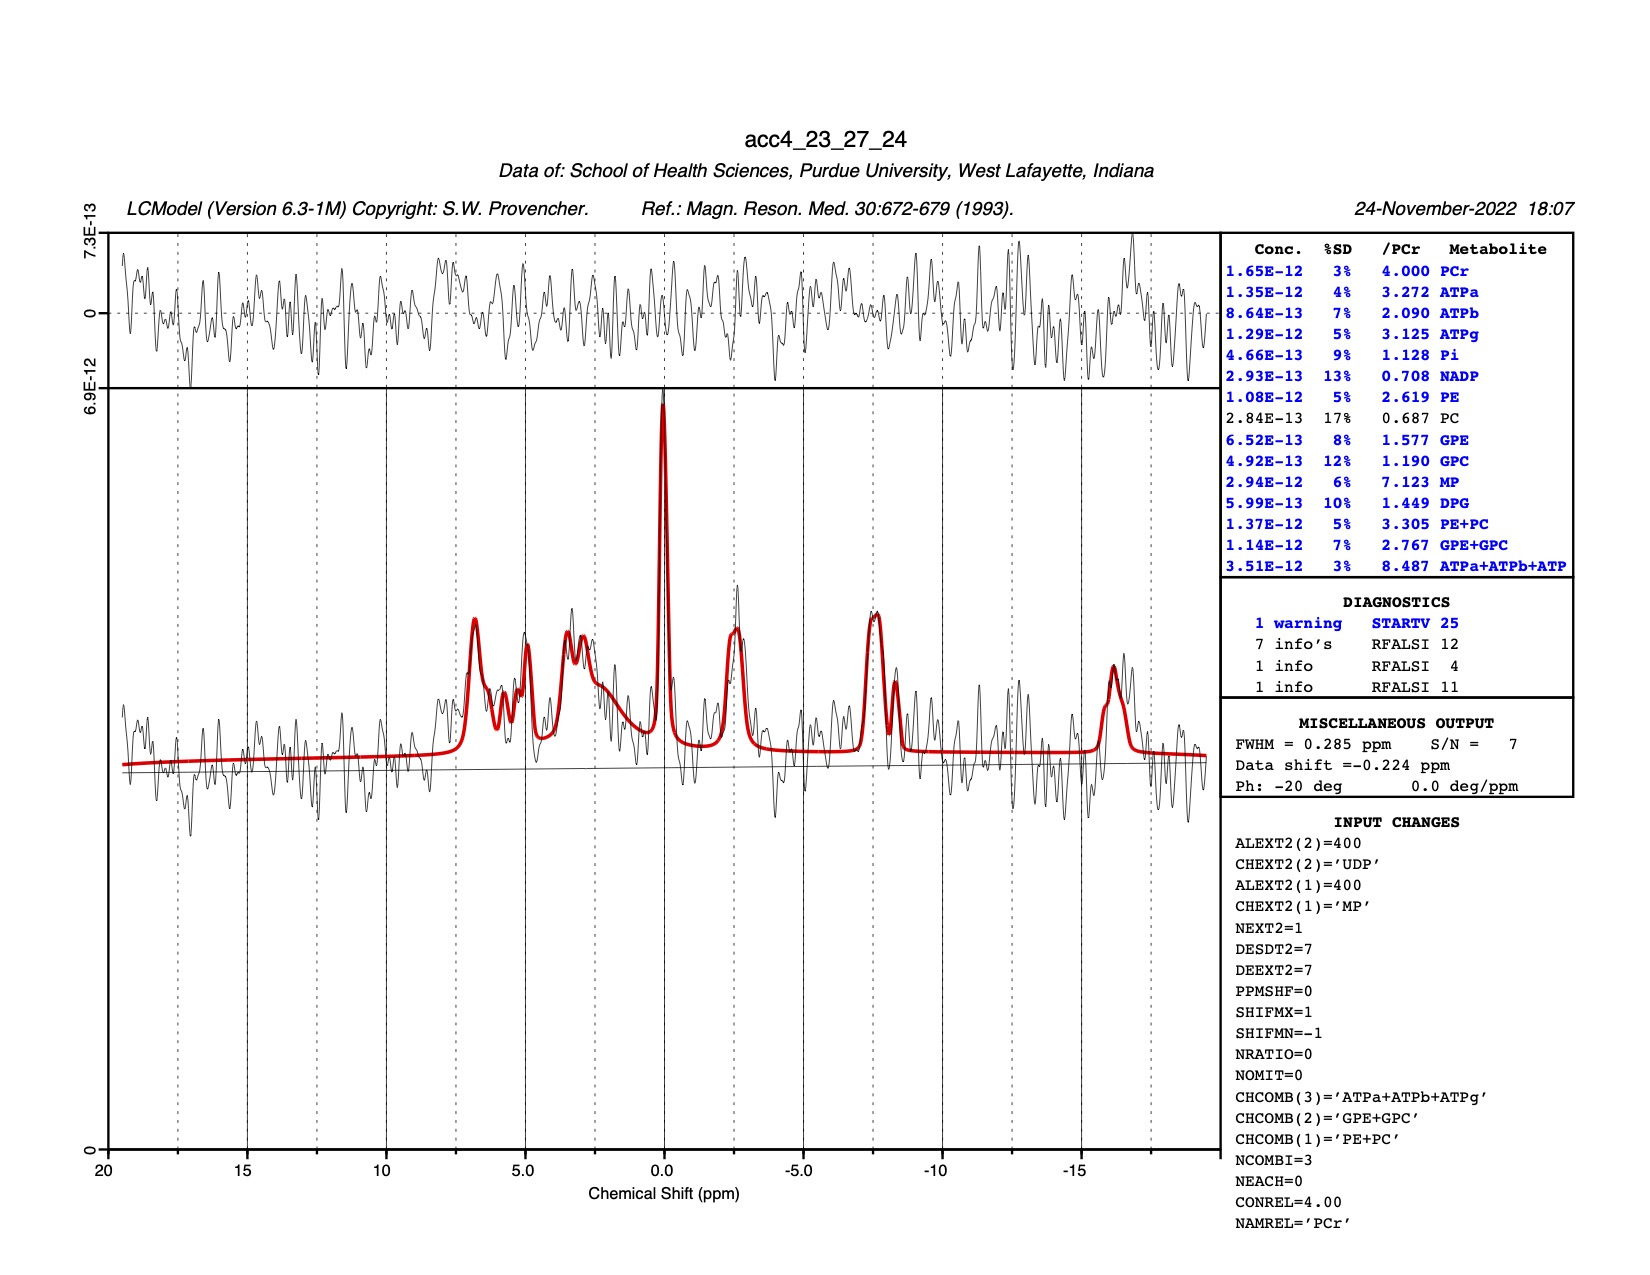 acc4_23_27_24
Data of: School of Health Sciences, Purdue University, West Lafayette, Indiana
LCModel (Version 6.3-1M) Copyright: S.W. Provencher. Ref.: Magn. Reson. Med. 30:672-679 (1993). 24-November-2022 18:07
7.3E-13
0
6.9E-12
0
20 15 10 5.0 0.0 -5.0 -10 -15
Chemical Shift (ppm)
Conc. %SD /PCr Metabolite
1.65E-12 3% 4.000 PCr
1.35E-12 4% 3.272 ATPa
8.64E-13 7% 2.090 ATPb
1.29E-12 5% 3.125 ATPg
4.66E-13 9% 1.128 Pi
2.93E-13 13% 0.708 NADP
1.08E-12 5% 2.619 PE
2.84E-13 17% 0.687 PC
6.52E-13 8% 1.577 GPE
4.92E-13 12% 1.190 GPC
2.94E-12 6% 7.123 MP
5.99E-13 10% 1.449 DPG
1.37E-12 5% 3.305 PE+PC
1.14E-12 7% 2.767 GPE+GPC
3.51E-12 3% 8.487 ATPa+ATPb+ATP
DIAGNOSTICS
1 warning STARTV 25
7 info's RFALSI 12
1 info RFALSI 4
1 info RFALSI 11
MISCELLANEOUS OUTPUT
FWHM = 0.285 ppm S/N = 7
Data shift =-0.224 ppm
Ph: -20 deg 0.0 deg/ppm
INPUT CHANGES
ALEXT2(2)=400
CHEXT2(2)='UDP'
ALEXT2(1)=400
CHEXT2(1)='MP'
NEXT2=1
DESDT2=7
DEEXT2=7
PPMSHF=0
SHIFMX=1
SHIFMN=-1
NRATIO=0
NOMIT=0
CHCOMB(3)='ATPa+ATPb+ATPg'
CHCOMB(2)='GPE+GPC'
CHCOMB(1)='PE+PC'
NCOMBI=3
NEACH=0
CONREL=4.00
NAMREL='PCr'